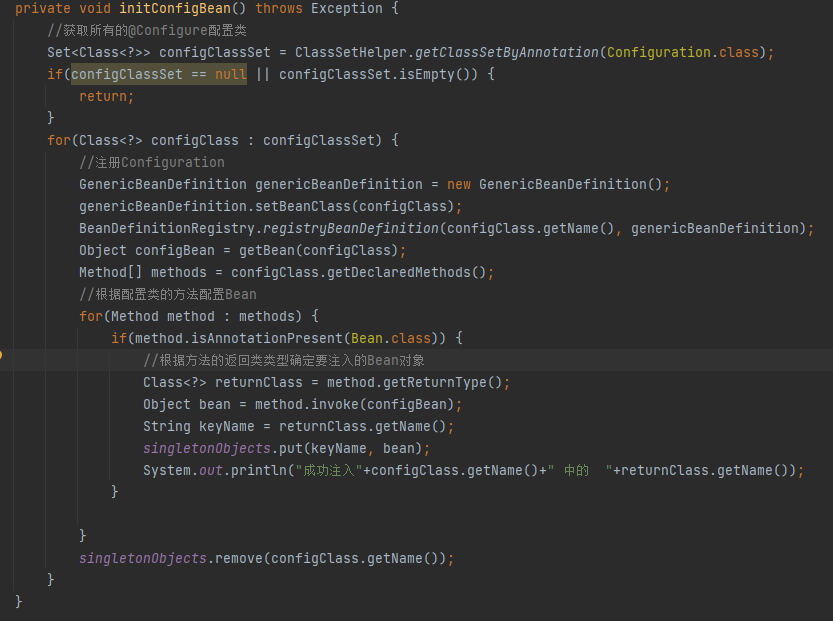 private void initConfigBean() throws Exception {
//获取所有的@Configure配置类
Set<Class<?>> configClassSet = ClassSetHelper.getClassSetByAnnotation(Configuration.class);
if(configClassSet == null || configClassSet.isEmpty()) {
return;
}
for(Class<?> configClass : configClassSet) {
//注册Configuration
GenericBeanDefinition genericBeanDefinition = new GenericBeanDefinition();
genericBeanDefinition.setBeanClass(configClass);
BeanDefinitionRegistry.registryBeanDefinition(configClass.getName(), genericBeanDefinition);
Object configBean = getBean(configClass);
Method[] methods = configClass.getDeclaredMethods();
//根据配置类的方法配置Bean
for(Method method : methods) {
if(method.isAnnotationPresent(Bean.class)) {
//根据方法的返回类类型确定要注入的Bean对象
Class<?> returnClass = method.getReturnType();
Object bean = method.invoke(configBean);
String keyName = returnClass.getName();
singletonObjects.put(keyName, bean);
System.out.println("成功注入"+configClass.getName()+" 中的  "+returnClass.getName());
}
}
singletonObjects.remove(configClass.getName());
}
}